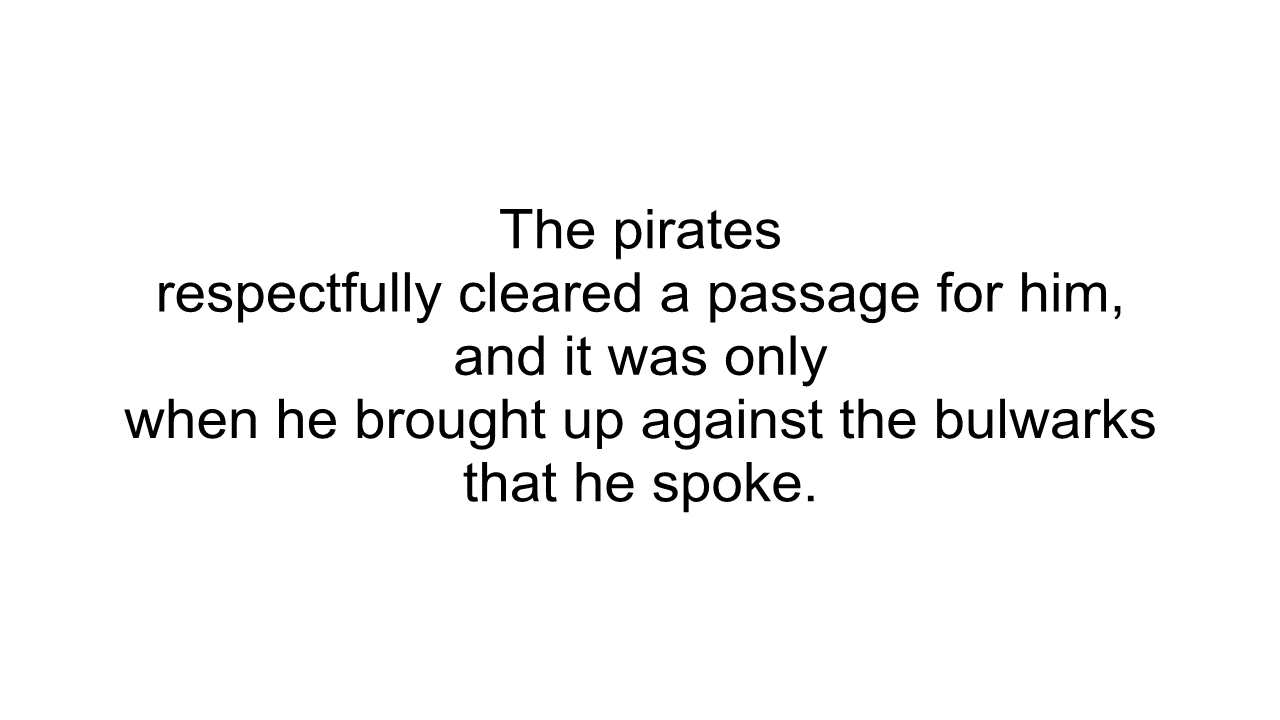 The pirates
respectfully cleared a passage for him,
and it was only
when he brought up against the bulwarks
that he spoke.